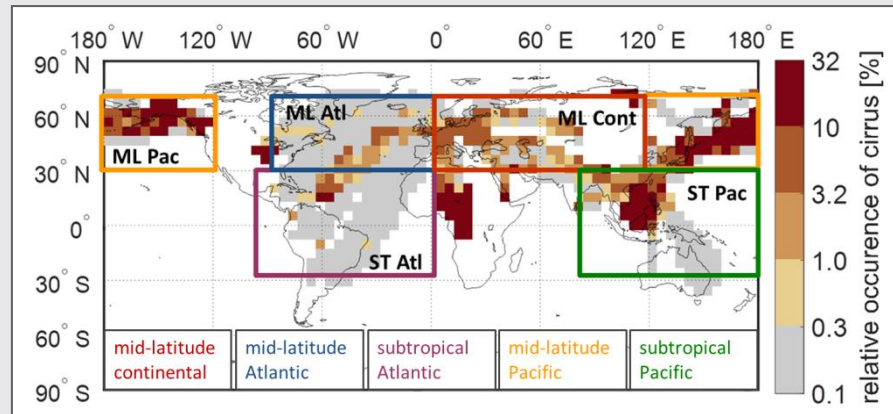 180° W 120° W 60° W 0° 60° E 120° E 180° E
90° N
60° N
30° N
0°
30° S
60° S
90° S
ML Pac
ML Atl
ML Cont
ST Pac
ST Atl
mid-latitude continental
mid-latitude Atlantic
subtropical Atlantic
mid-latitude Pacific
subtropical Pacific
32
10
3.2
1.0
0.3
0.1
relative occurence of cirrus [%]